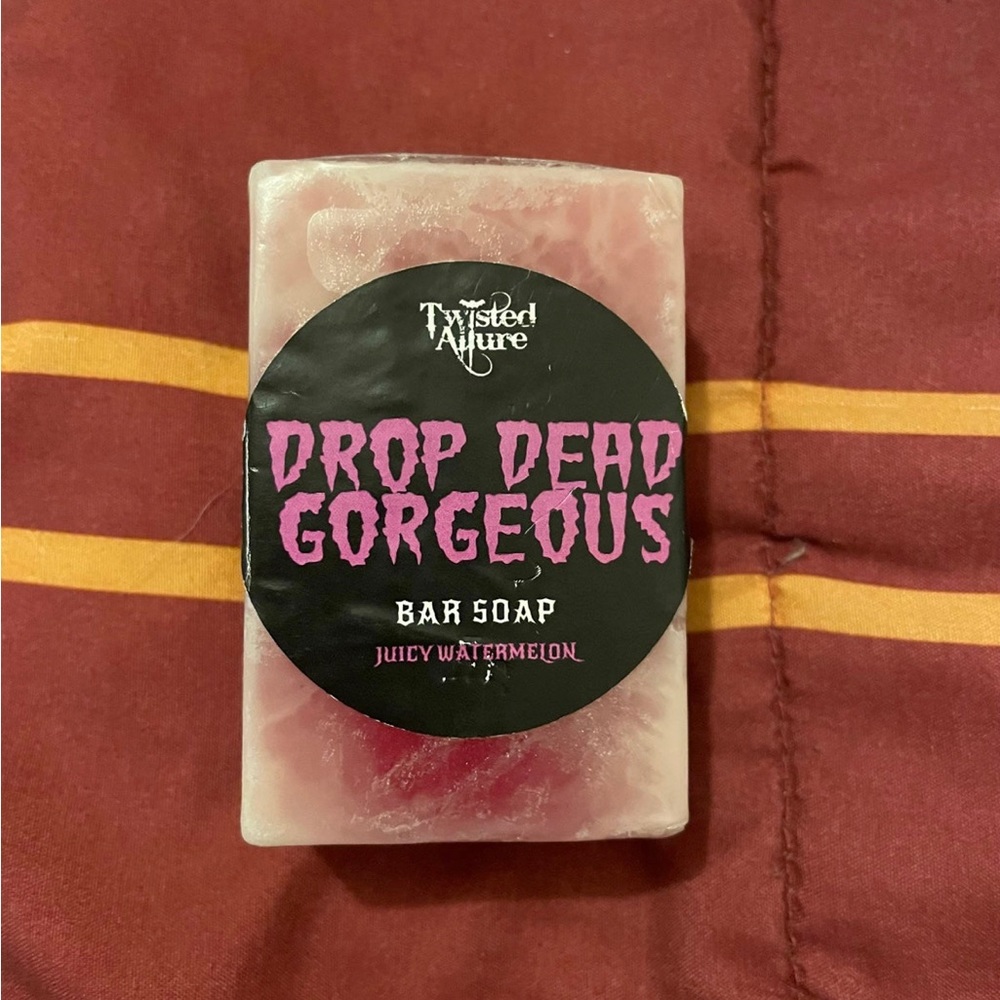 Twisted
Allure
DROP DEAD
GORGEOUS
BAR SOAP
JUICY WATERMELON